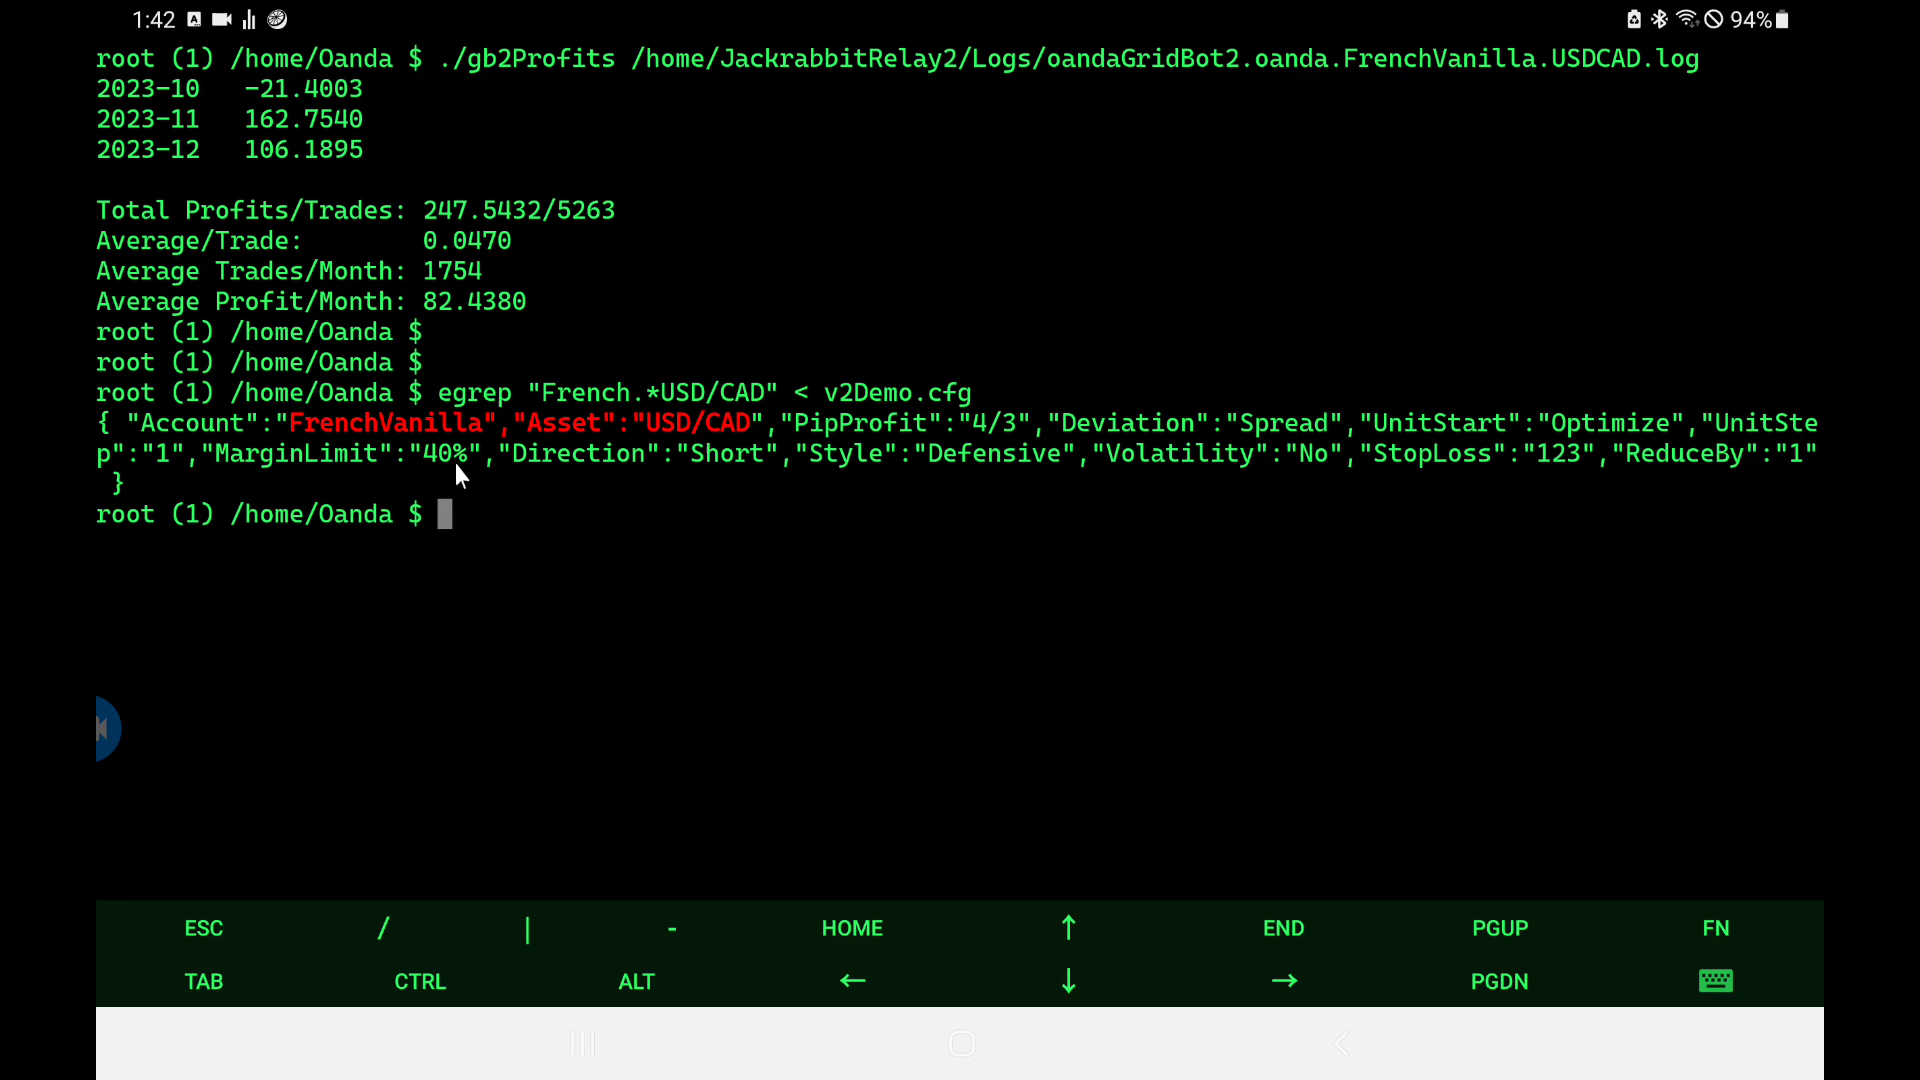 1:42 94%
root (1) /home/Oanda $ ./gb2Profits /home/JackrabbitRelay2/Logs/oandaGridBot2.oanda.FrenchVanilla.USDCAD.log
2023-10   -21.4003
2023-11   162.7540
2023-12   106.1895
Total Profits/Trades: 247.5432/5263
Average/Trade:        0.0470
Average Trades/Month: 1754
Average Profit/Month: 82.4380
root (1) /home/Oanda $
root (1) /home/Oanda $
root (1) /home/Oanda $ egrep "French.*USD/CAD" < v2Demo.cfg
{ "Account":"FrenchVanilla","Asset":"USD/CAD","PipProfit":"4/3","Deviation":"Spread","UnitStart":"Optimize","UnitSte
p":"1","MarginLimit":"40%","Direction":"Short","Style":"Defensive","Volatility":"No","StopLoss":"123","ReduceBy":"1"
 }
root (1) /home/Oanda $
ESC / | - HOME ↑ END PGUP FN
TAB CTRL ALT ← ↓ → PGDN